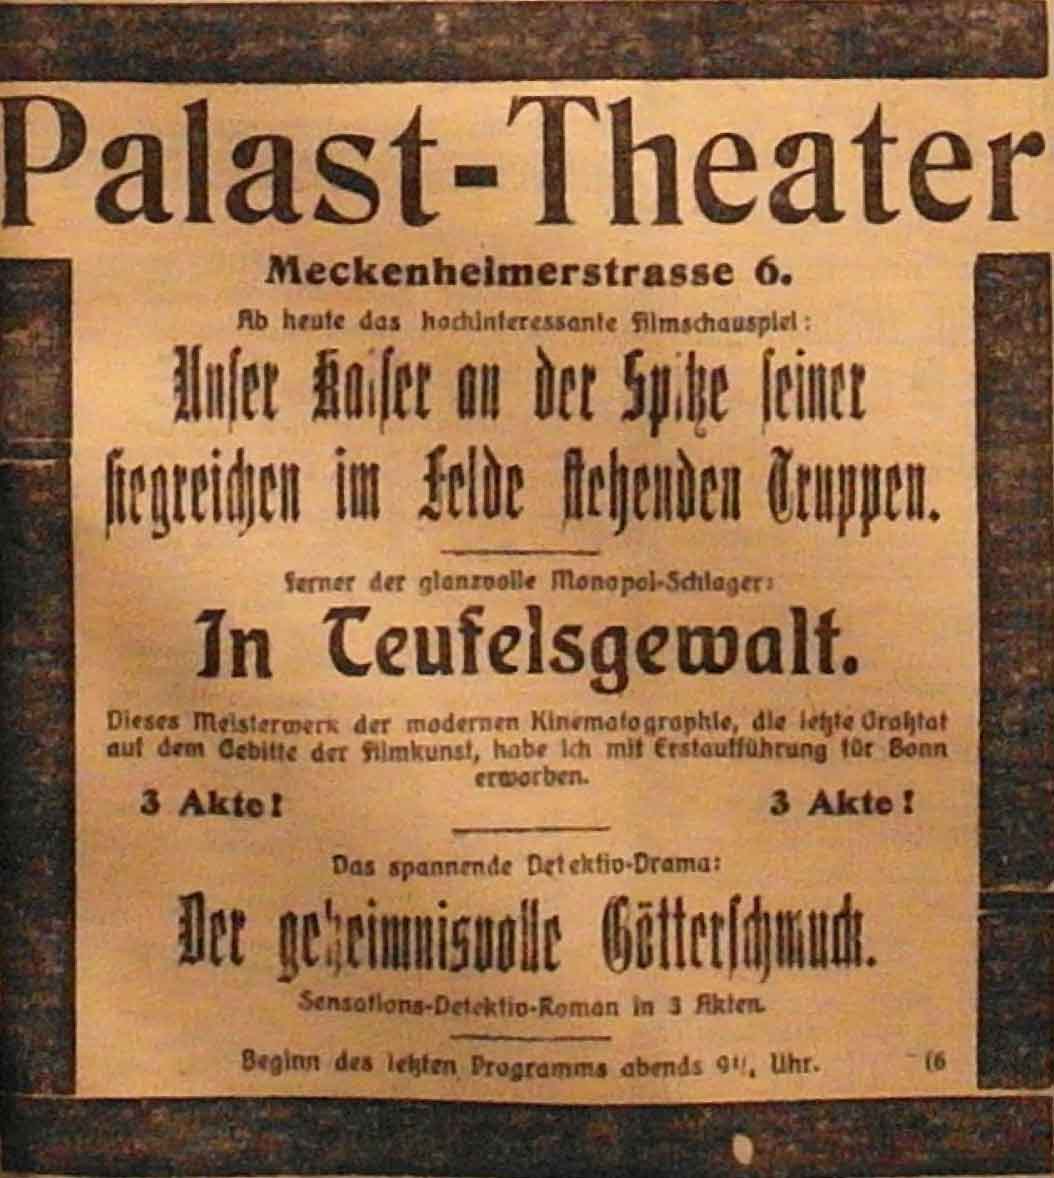 Palast-Theater
Meckenheimerstrasse 6.
Ab heute das hochinteressante Filmschauspiel:
Unser Kaiser an der Spitze seiner
siegreichen im Felde stehenden Truppen.
Ferner der glanzvolle Monopol-Schlager:
In Teufelsgewalt.
Dieses Meisterwerk der modernen Kinematographie, die letzte Großtat
auf dem Gebitte der Filmkunst, habe ich mit Erstaufführung für Bonn
erworben.
3 Akte! 3 Akte!
Das spannende Detektiv-Drama:
Der geheimnisvolle Götterschmuck.
Sensations-Detektiv-Roman in 3 Akten.
Beginn des letzten Programms abends Uhr. (6